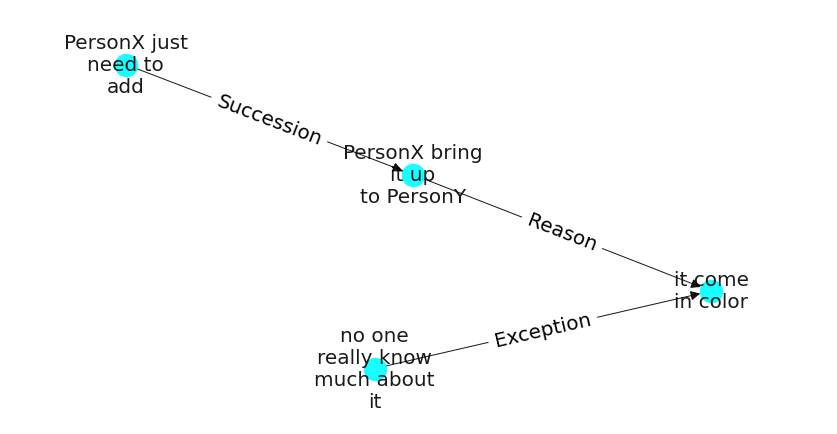 PersonX just
need to
add
Succession
PersonX bring
it up
to PersonY
Reason
it come
in color
Exception
no one
really know
much about
it